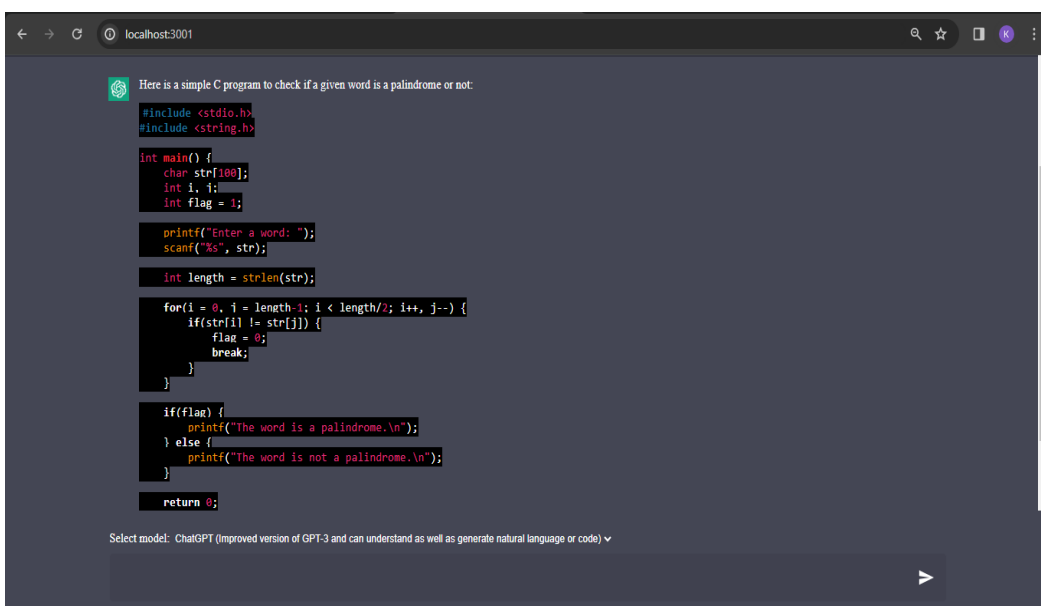 localhost:3001
K
Here is a simple C program to check if a given word is a palindrome or not:
#include <stdio.h>
#include <string.h>
int main() {
    char str[100];
    int i, j;
    int flag = 1;
    printf("Enter a word: ");
    scanf("%s", str);
    int length = strlen(str);
    for(i = 0, j = length-1; i < length/2; i++, j--) {
        if(str[i] != str[j]) {
            flag = 0;
            break;
        }
    }
    if(flag) {
        printf("The word is a palindrome.\n");
    } else {
        printf("The word is not a palindrome.\n");
    }
    return 0;
Select model: ChatGPT (Improved version of GPT-3 and can understand as well as generate natural language or code)